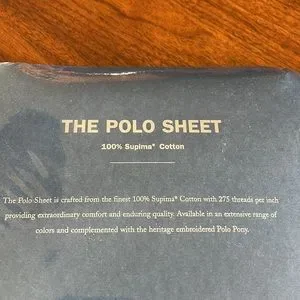 THE POLO SHEET
100% Supima* Cotton
The Polo Sheet is crafted from the finest 100% Supima* Cotton with 275 threads per inch
providing extraordinary comfort and enduring quality. Available in an extensive range of
colors and complemented with the heritage embroidered Polo Pony.